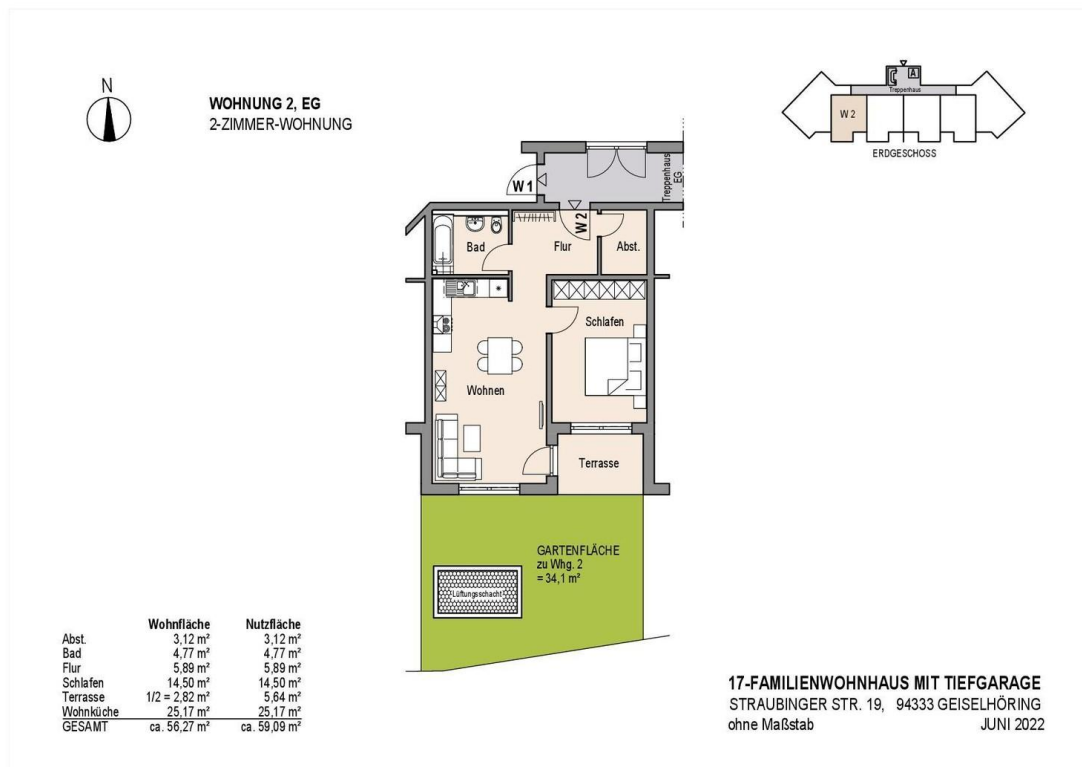 N
WOHNUNG 2, EG
2-ZIMMER-WOHNUNG
A
Treppenhaus
W 2
ERDGESCHOSS
Treppenhaus
EG
W 1
W 2
Bad
Flur
Abst.
Schlafen
Wohnen
Terrasse
GARTENFLÄCHE
zu Whg. 2
= 34,1 m²
Lüftungsschacht
Wohnfläche Nutzfläche
Abst. 3,12 m² 3,12 m²
Bad 4,77 m² 4,77 m²
Flur 5,89 m² 5,89 m²
Schlafen 14,50 m² 14,50 m²
Terrasse 1/2 = 2,82 m² 5,64 m²
Wohnküche 25,17 m² 25,17 m²
GESAMT ca. 56,27 m² ca. 59,09 m²
17-FAMILIENWOHNHAUS MIT TIEFGARAGE
STRAUBINGER STR. 19, 94333 GEISELHÖRING
ohne Maßstab JUNI 2022